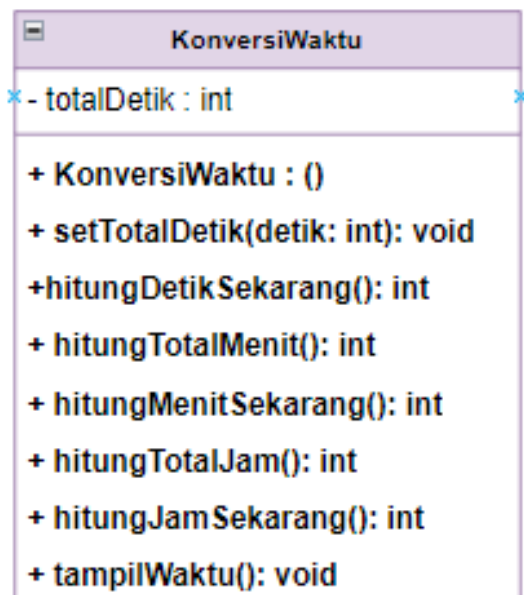 KonversiWaktu
- totalDetik : int
+ KonversiWaktu : ()
+ setTotalDetik(detik: int): void
+hitungDetikSekarang(): int
+ hitungTotalMenit(): int
+ hitungMenitSekarang(): int
+ hitungTotalJam(): int
+ hitungJamSekarang(): int
+ tampilWaktu(): void